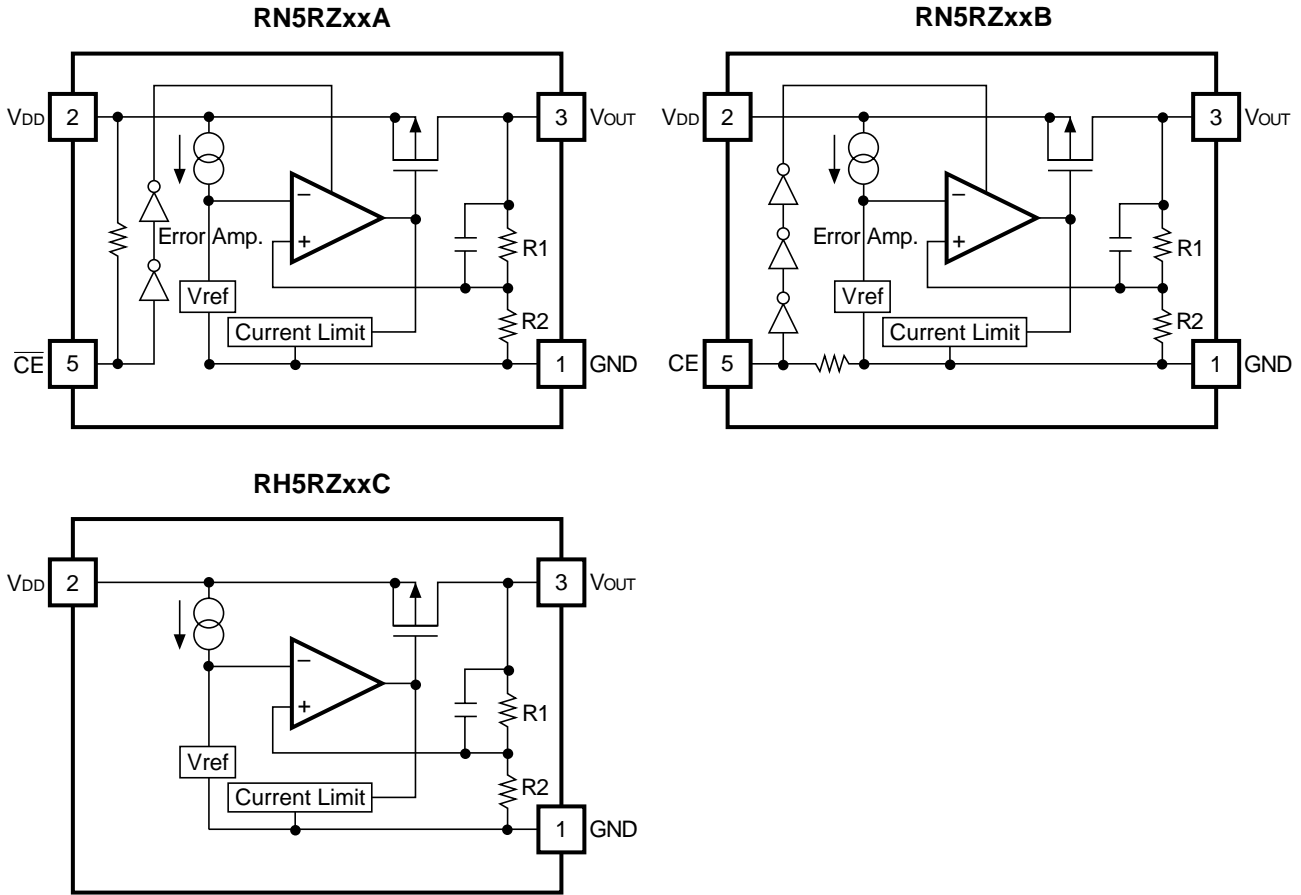 RN5RZxxA
VDD 2
3 VOUT
−
+
Error Amp.
R1
Vref
R2
Current Limit
C̅E̅ 5
1 GND
RN5RZxxB
VDD 2
3 VOUT
−
+
Error Amp.
R1
Vref
R2
Current Limit
CE 5
1 GND
RH5RZxxC
VDD 2
3 VOUT
−
+
R1
Vref
R2
Current Limit
1 GND